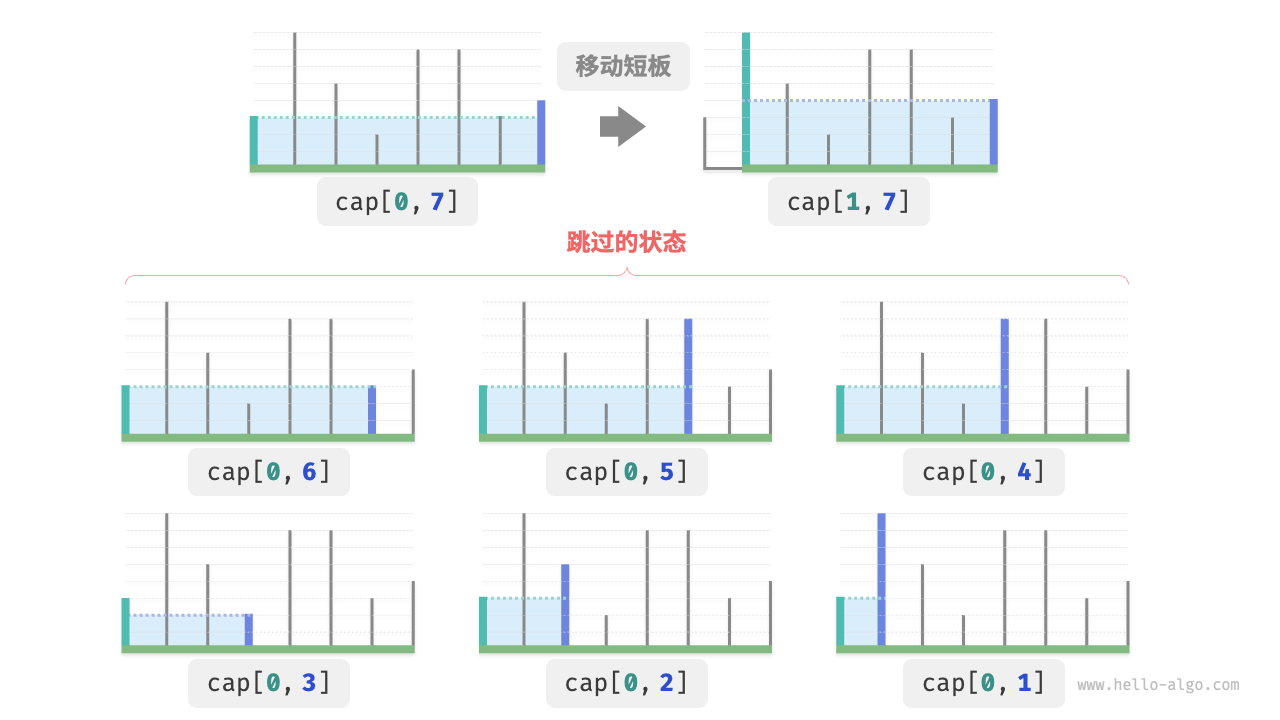 移动短板
cap[0, 7]
cap[1, 7]
跳过的状态
cap[0, 6]
cap[0, 5]
cap[0, 4]
cap[0, 3]
cap[0, 2]
cap[0, 1]
www.hello-algo.com